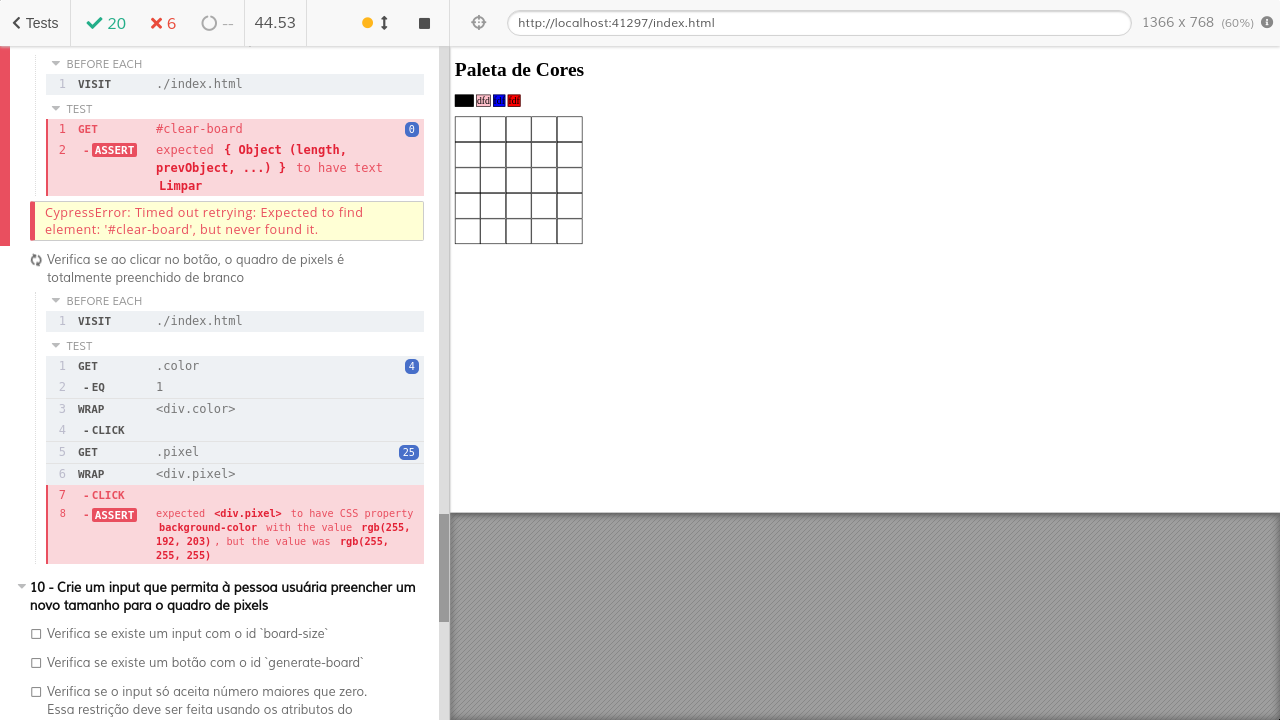 Tests 20 6 -- 44.53
http://localhost:41297/index.html 1366 x 768 (60%)
BEFORE EACH
1 VISIT ./index.html
TEST
1 GET #clear-board 0
2 - ASSERT expected { Object (length,
prevObject, ...) } to have text
Limpar
CypressError: Timed out retrying: Expected to find
element: '#clear-board', but never found it.
Verifica se ao clicar no botão, o quadro de pixels é
totalmente preenchido de branco
BEFORE EACH
1 VISIT ./index.html
TEST
1 GET .color 4
2 - EQ 1
3 WRAP <div.color>
4 - CLICK
5 GET .pixel 25
6 WRAP <div.pixel>
7 - CLICK
8 - ASSERT expected <div.pixel> to have CSS property
background-color with the value rgb(255,
192, 203), but the value was rgb(255,
255, 255)
10 - Crie um input que permita à pessoa usuária preencher um
novo tamanho para o quadro de pixels
Verifica se existe um input com o id `board-size`
Verifica se existe um botão com o id `generate-board`
Verifica se o input só aceita número maiores que zero.
Essa restrição deve ser feita usando os atributos do
Paleta de Cores
dfd